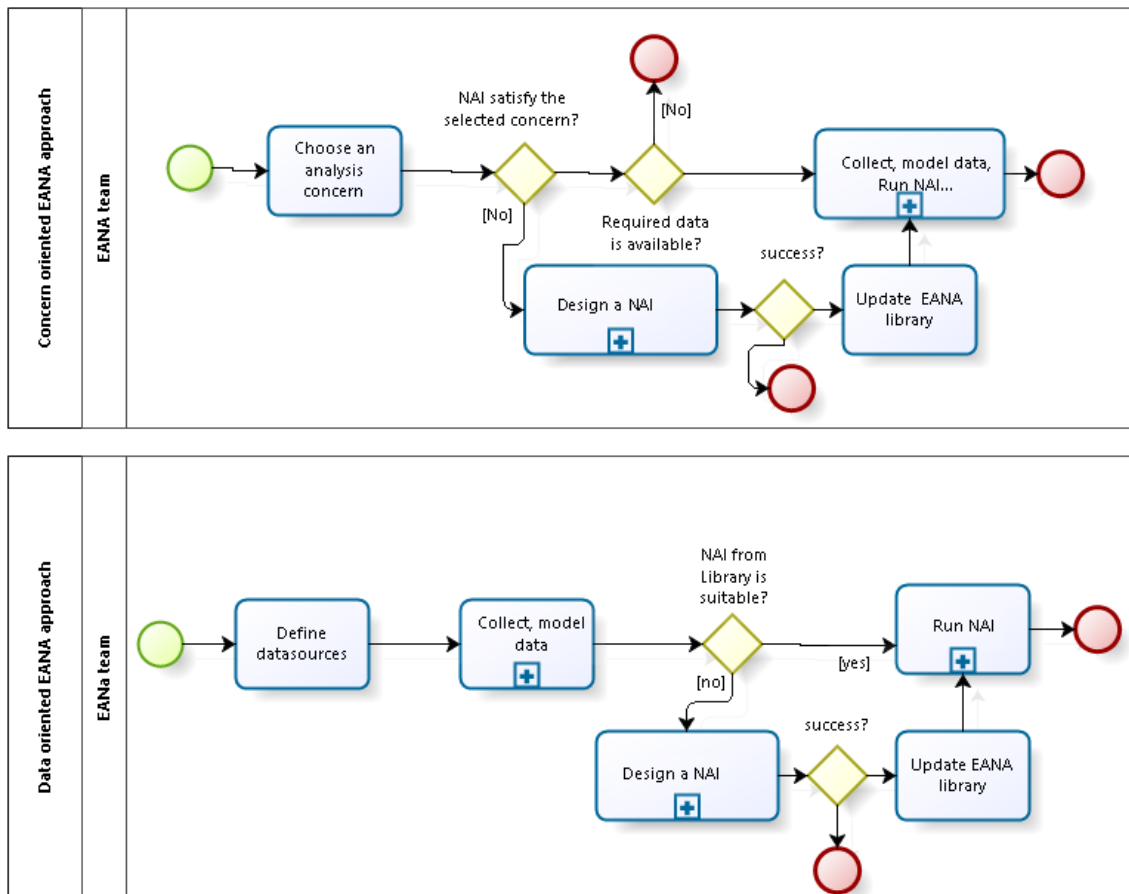 Concern oriented EANA approach
EANA team
Choose an
analysis
concern
NAI satisfy the
selected concern?
[No]
[No]
Required data
is available?
Collect, model data,
Run NAI...
Design a NAI
success?
Update EANA
library
Data oriented EANA approach
EANa team
Define
datasources
Collect, model
data
NAI from
Library is
suitable?
[yes]
[no]
Run NAI
Design a NAI
success?
Update EANA
library